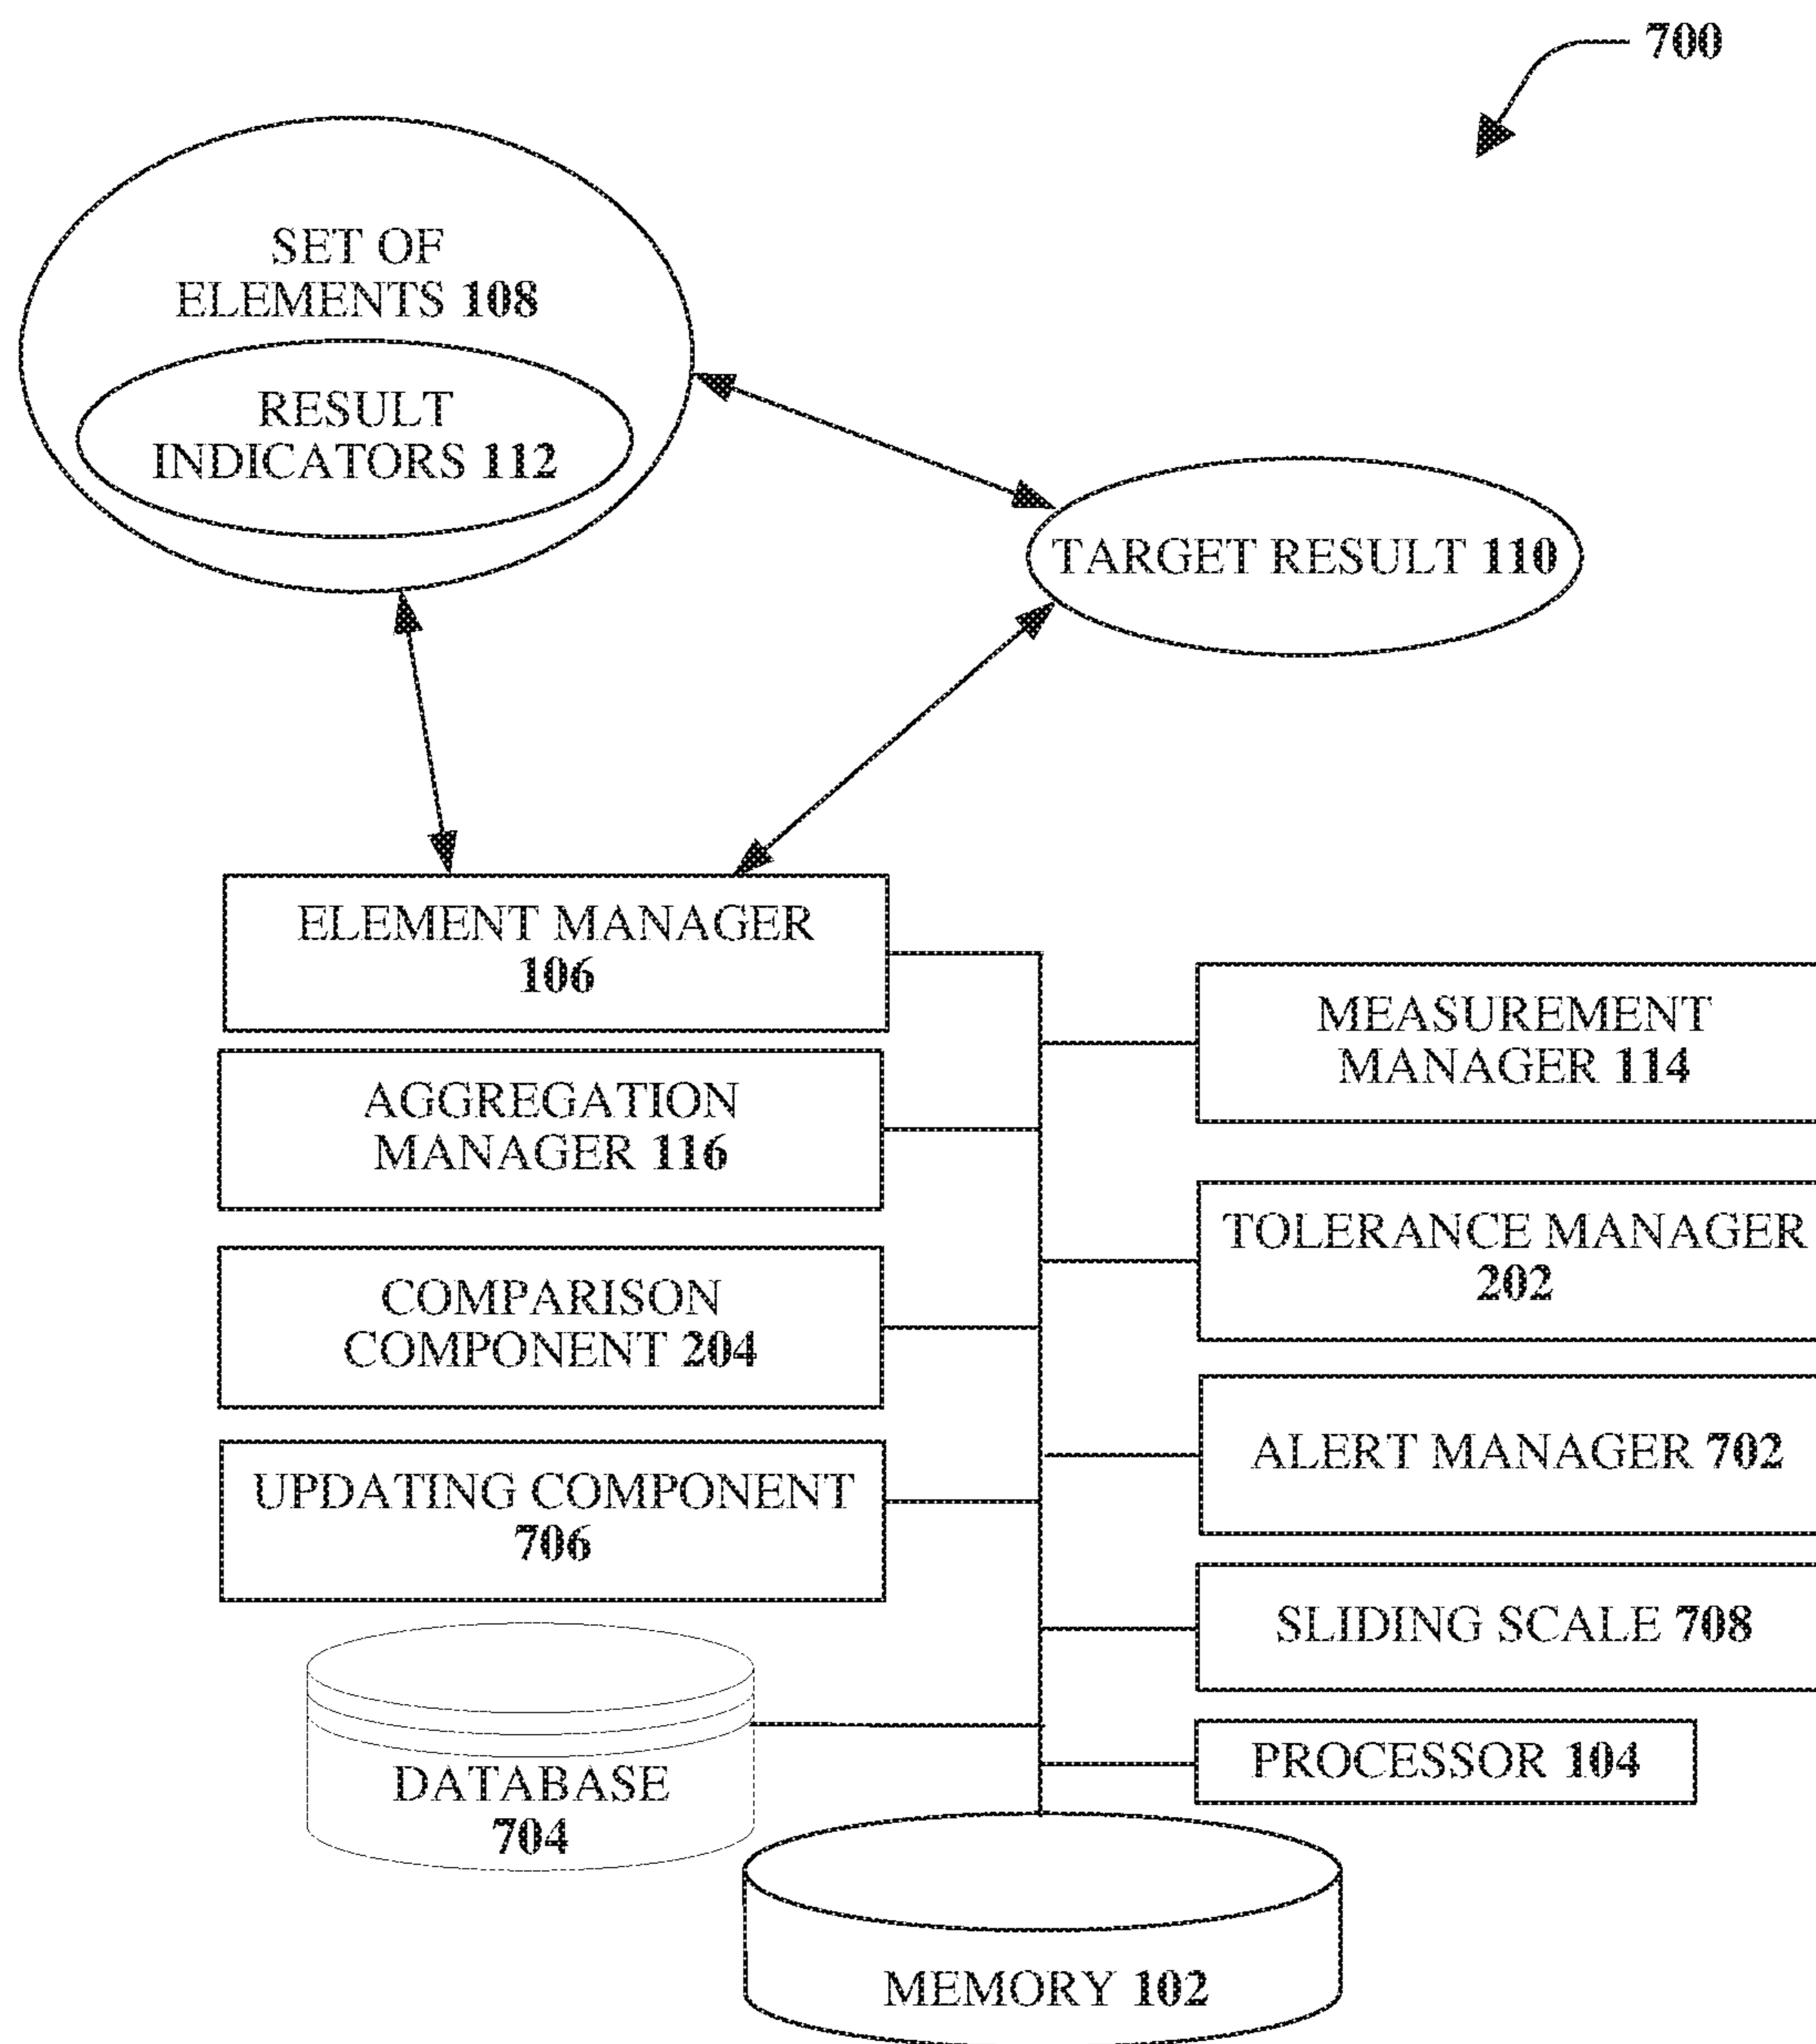 700
SET OF
ELEMENTS 108
RESULT
INDICATORS 112
TARGET RESULT 110
ELEMENT MANAGER
106
MEASUREMENT
MANAGER 114
AGGREGATION
MANAGER 116
TOLERANCE MANAGER
202
COMPARISON
COMPONENT 204
ALERT MANAGER 702
UPDATING COMPONENT
706
SLIDING SCALE 708
PROCESSOR 104
DATABASE
704
MEMORY 102